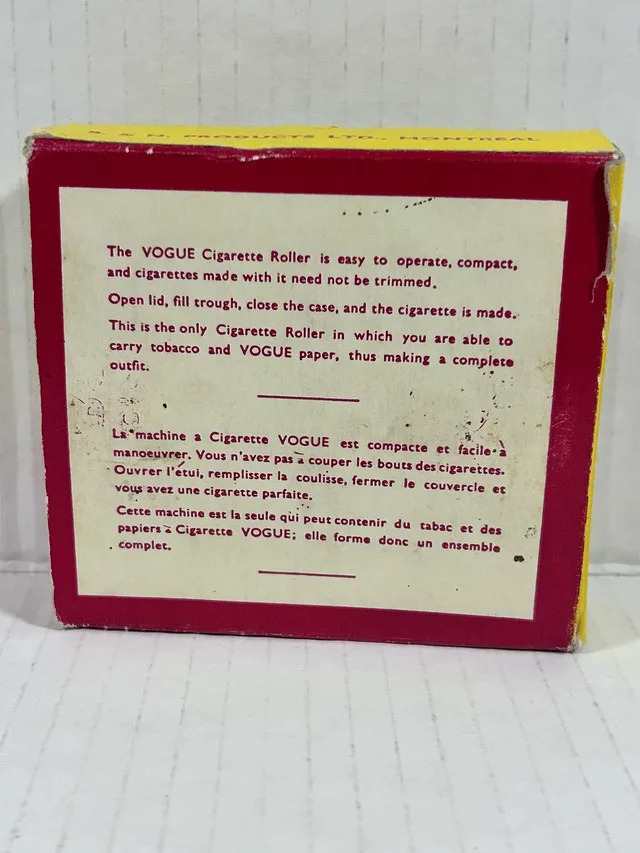 & H. PRODUCTS LTD., MONTREAL
The VOGUE Cigarette Roller is easy to operate, compact,
and cigarettes made with it need not be trimmed.
Open lid, fill trough, close the case, and the cigarette is made.
This is the only Cigarette Roller in which you are able to
carry tobacco and VOGUE paper, thus making a complete
outfit.
La machine a Cigarette VOGUE est compacte et facile à
manoeuvrer. Vous n'avez pas à couper les bouts des cigarettes.
Ouvrer l'étui, remplisser la coulisse, fermer le couvercle et
vous avez une cigarette parfaite.
Cette machine est la seule qui peut contenir du tabac et des
papiers à Cigarette VOGUE; elle forme donc un ensemble
complet.